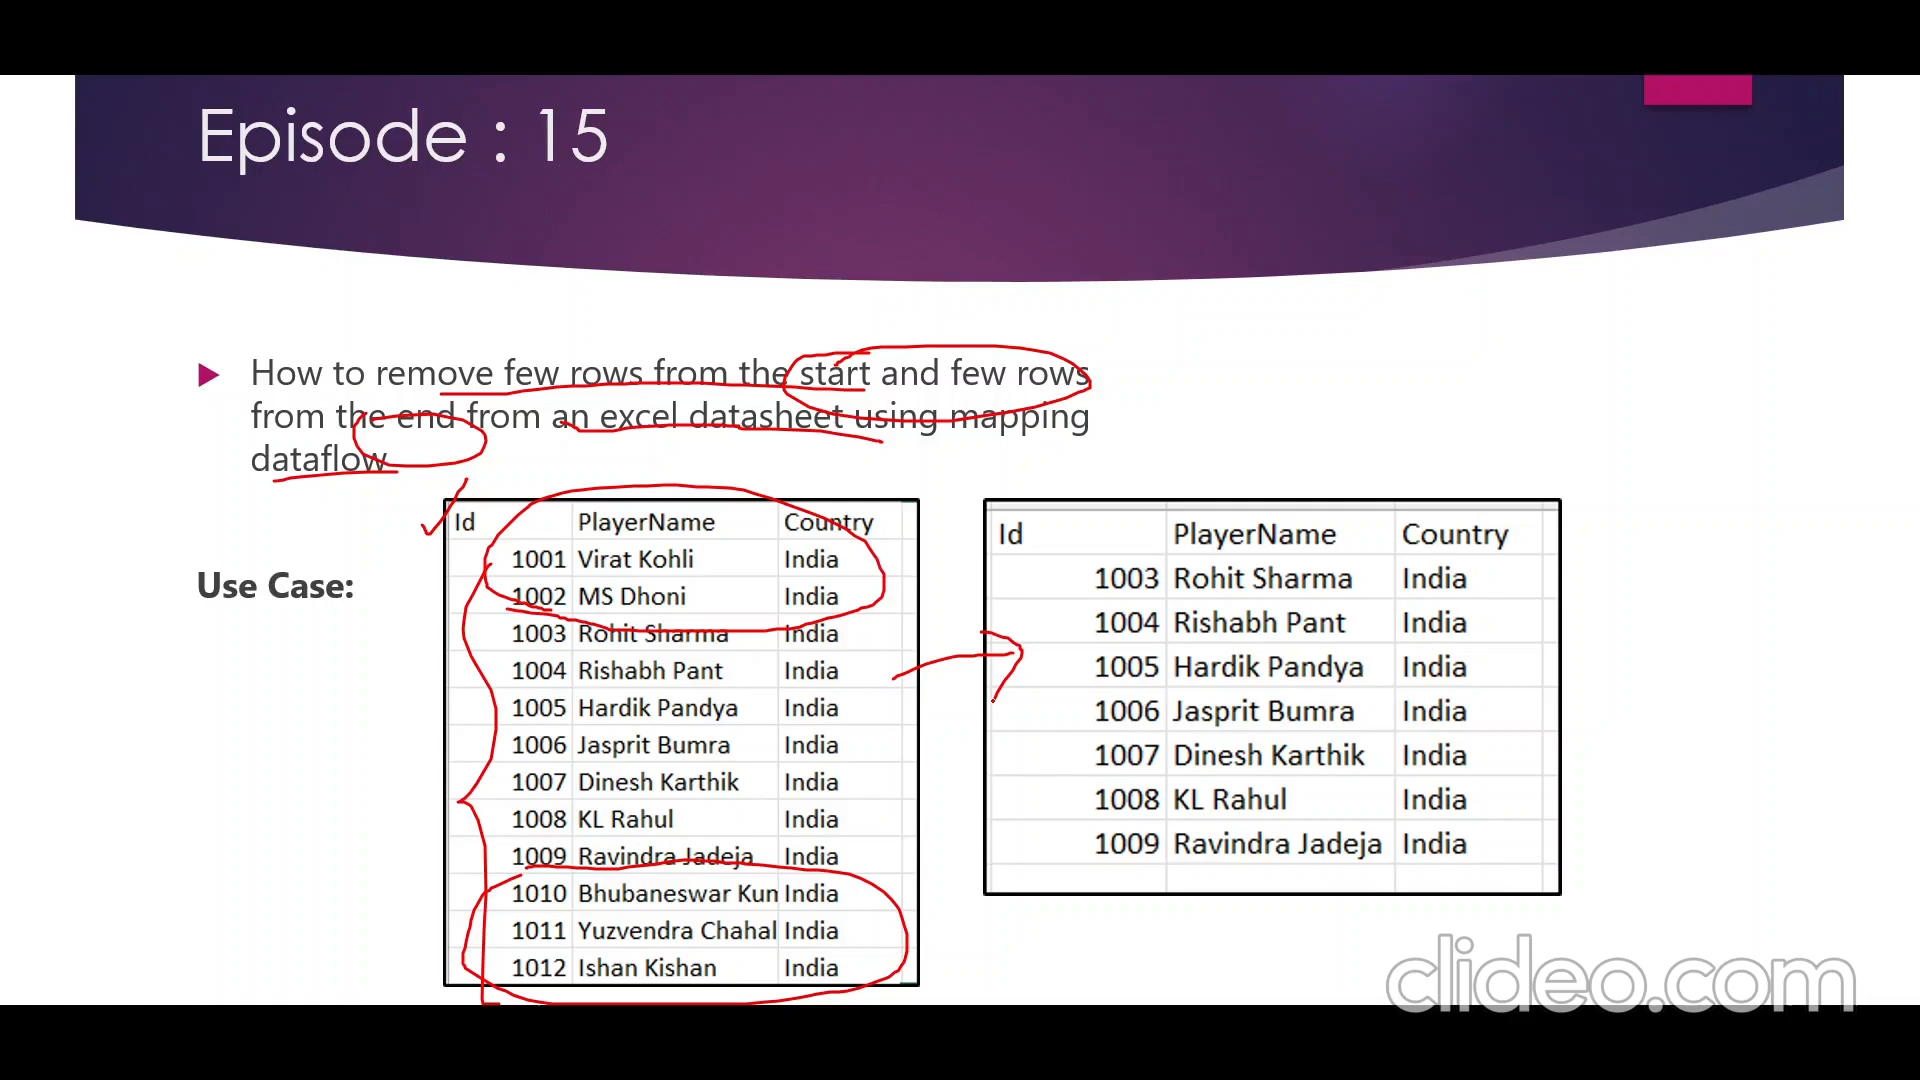 Episode : 15
How to remove few rows from the start and few rows
from the end from an excel datasheet using mapping
dataflow
Use Case:
Id PlayerName Country
1001 Virat Kohli India
1002 MS Dhoni India
1003 Rohit Sharma India
1004 Rishabh Pant India
1005 Hardik Pandya India
1006 Jasprit Bumra India
1007 Dinesh Karthik India
1008 KL Rahul India
1009 Ravindra Jadeja India
1010 Bhubaneswar Kum India
1011 Yuzvendra Chahal India
1012 Ishan Kishan India
Id PlayerName Country
1003 Rohit Sharma India
1004 Rishabh Pant India
1005 Hardik Pandya India
1006 Jasprit Bumra India
1007 Dinesh Karthik India
1008 KL Rahul India
1009 Ravindra Jadeja India
clideo.com